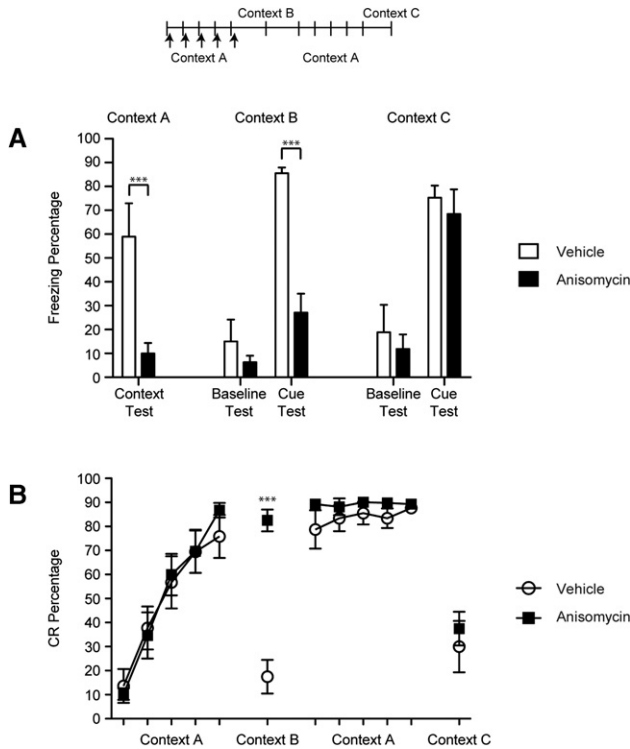 Context B Context C
Context A Context A
A
Context A Context B Context C
***
***
100
90
80
70
60
50
40
30
20
10
0
Freezing Percentage
Context Test
Baseline Test
Cue Test
Baseline Test
Cue Test
Vehicle
Anisomycin
B
100
90
80
70
60
50
40
30
20
10
0
CR Percentage
***
Vehicle
Anisomycin
Context A Context B Context A Context C